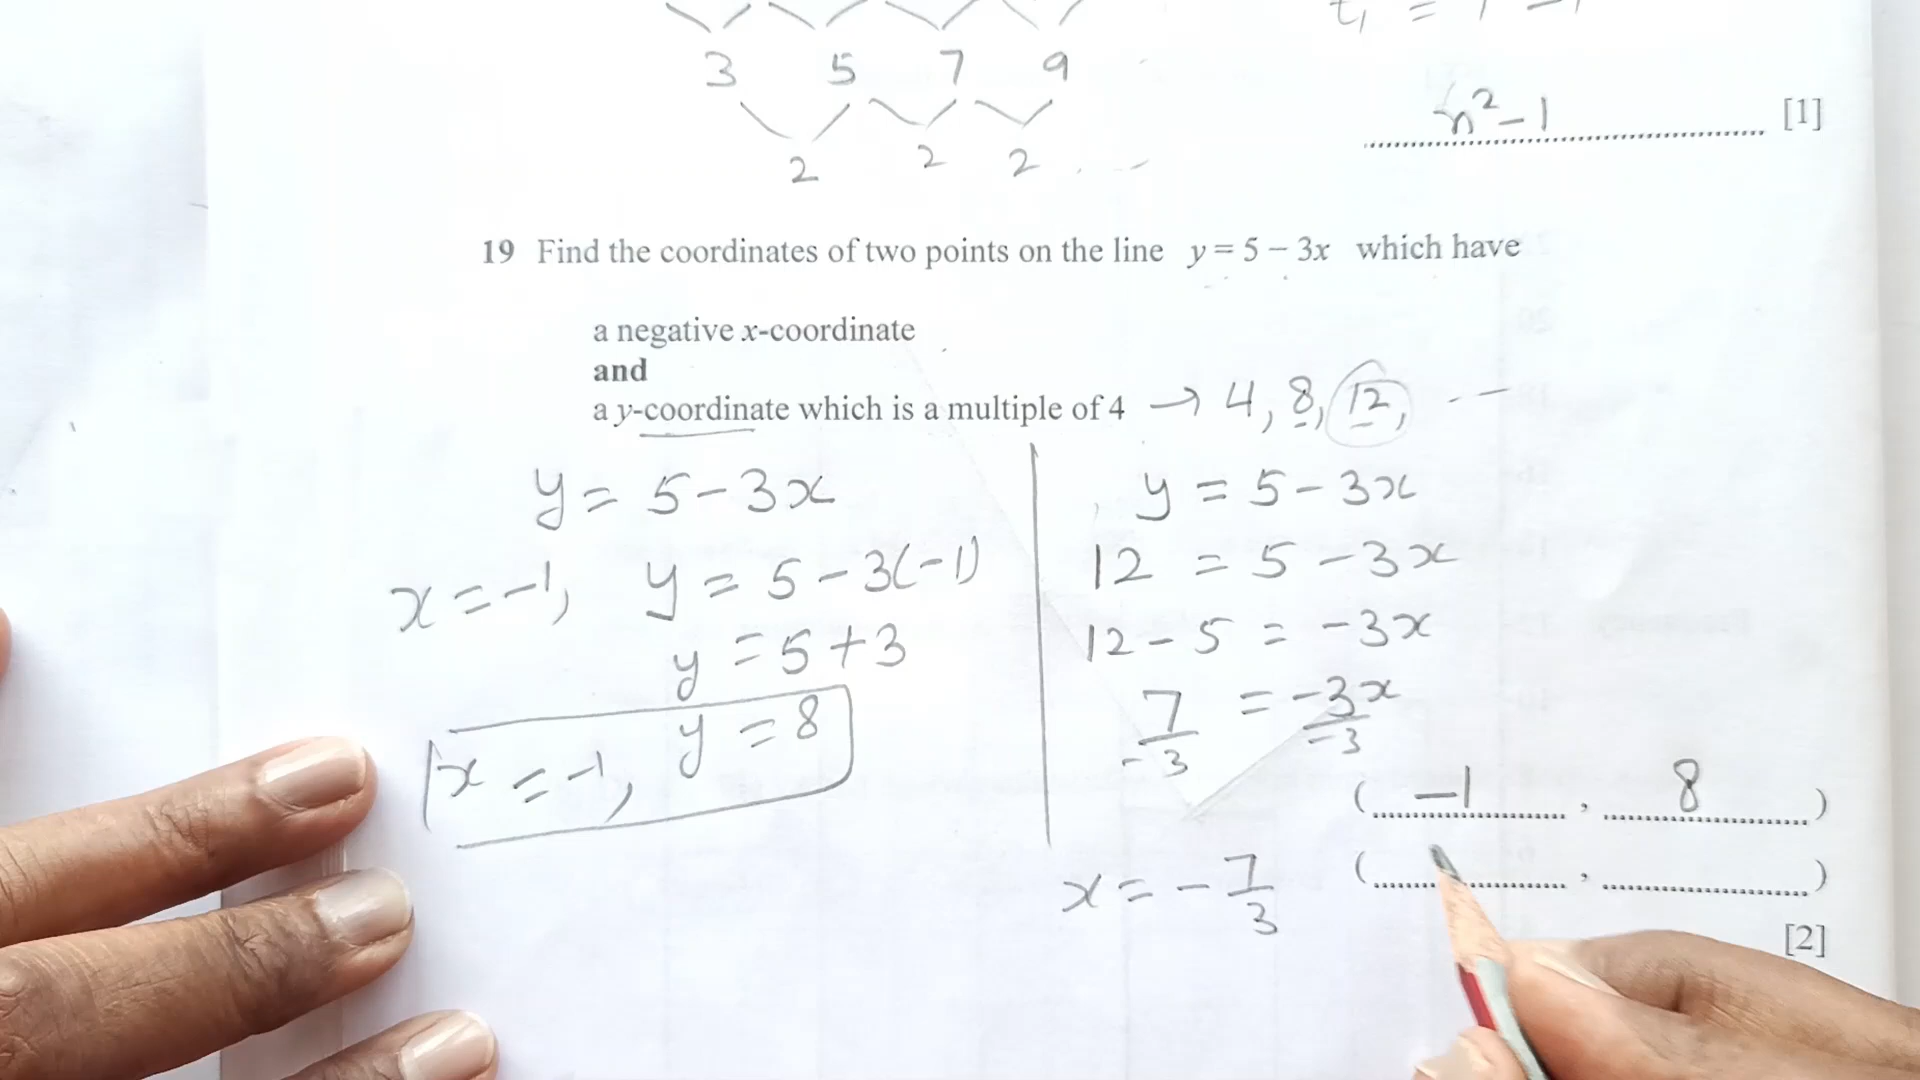 t₁ = 1 − 1
3 5 7 9
n² − 1 [1]
2 2 2
19 Find the coordinates of two points on the line y = 5 − 3x which have
a negative x-coordinate
and
a y-coordinate which is a multiple of 4 → 4, 8, 12, - -
y = 5 − 3x
x = −1, y = 5 − 3(−1)
y = 5 + 3
y = 8
x = −1,
y = 5 − 3x
12 = 5 − 3x
12 − 5 = −3x
7/−3 = −3x/−3
x = − 7/3
( −1 , 8 )
( , )
[2]